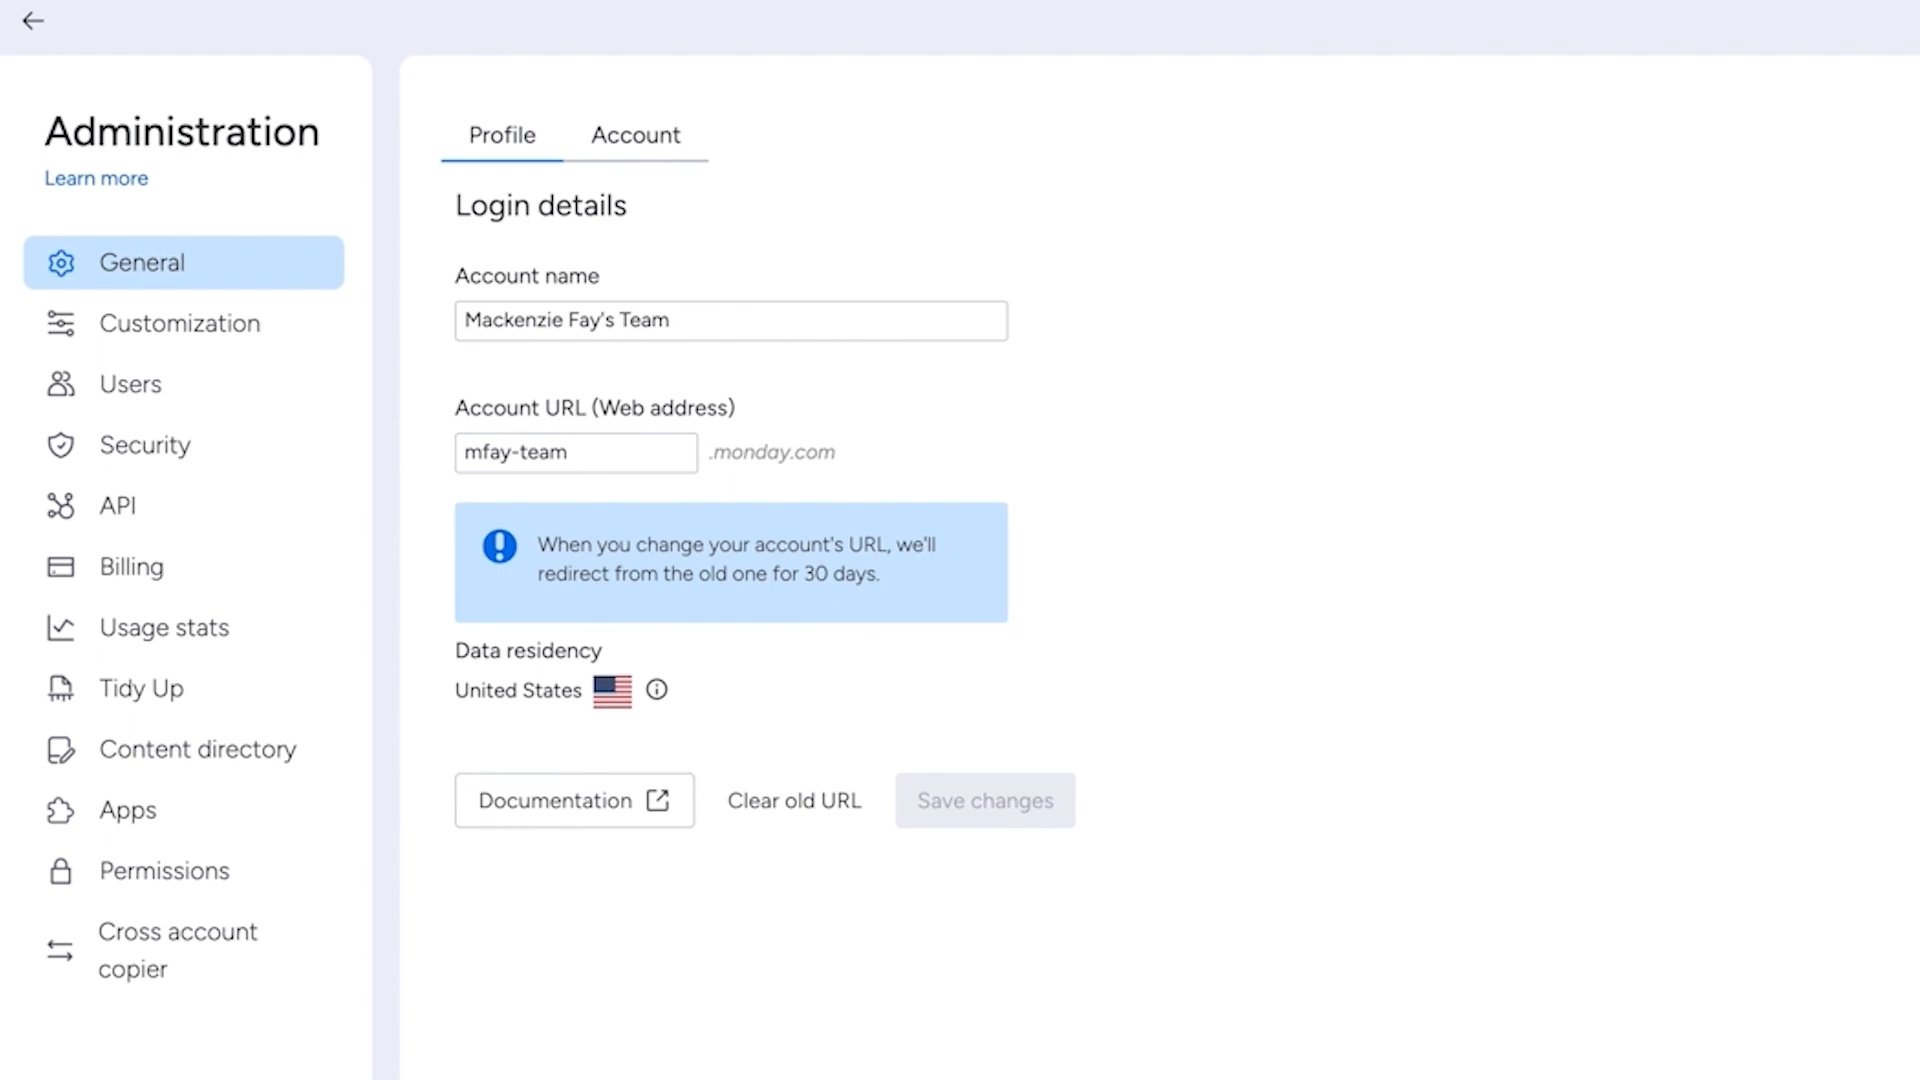 Administration
Learn more
General
Customization
Users
Security
API
Billing
Usage stats
Tidy Up
Content directory
Apps
Permissions
Cross account
copier
Profile
Account
Login details
Account name
Mackenzie Fay's Team
Account URL (Web address)
mfay-team .monday.com
When you change your account's URL, we'll
redirect from the old one for 30 days.
Data residency
United States
Documentation
Clear old URL
Save changes